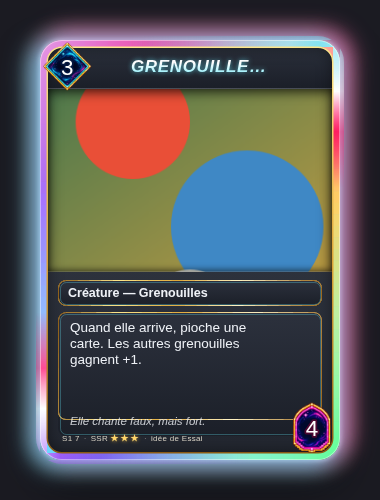 3
GRENOUILLE…
Créature — Grenouilles
Quand elle arrive, pioche une
carte. Les autres grenouilles
gagnent +1.
Elle chante faux, mais fort.
S1 7 · SSR ★★★ · Idée de Essai
4